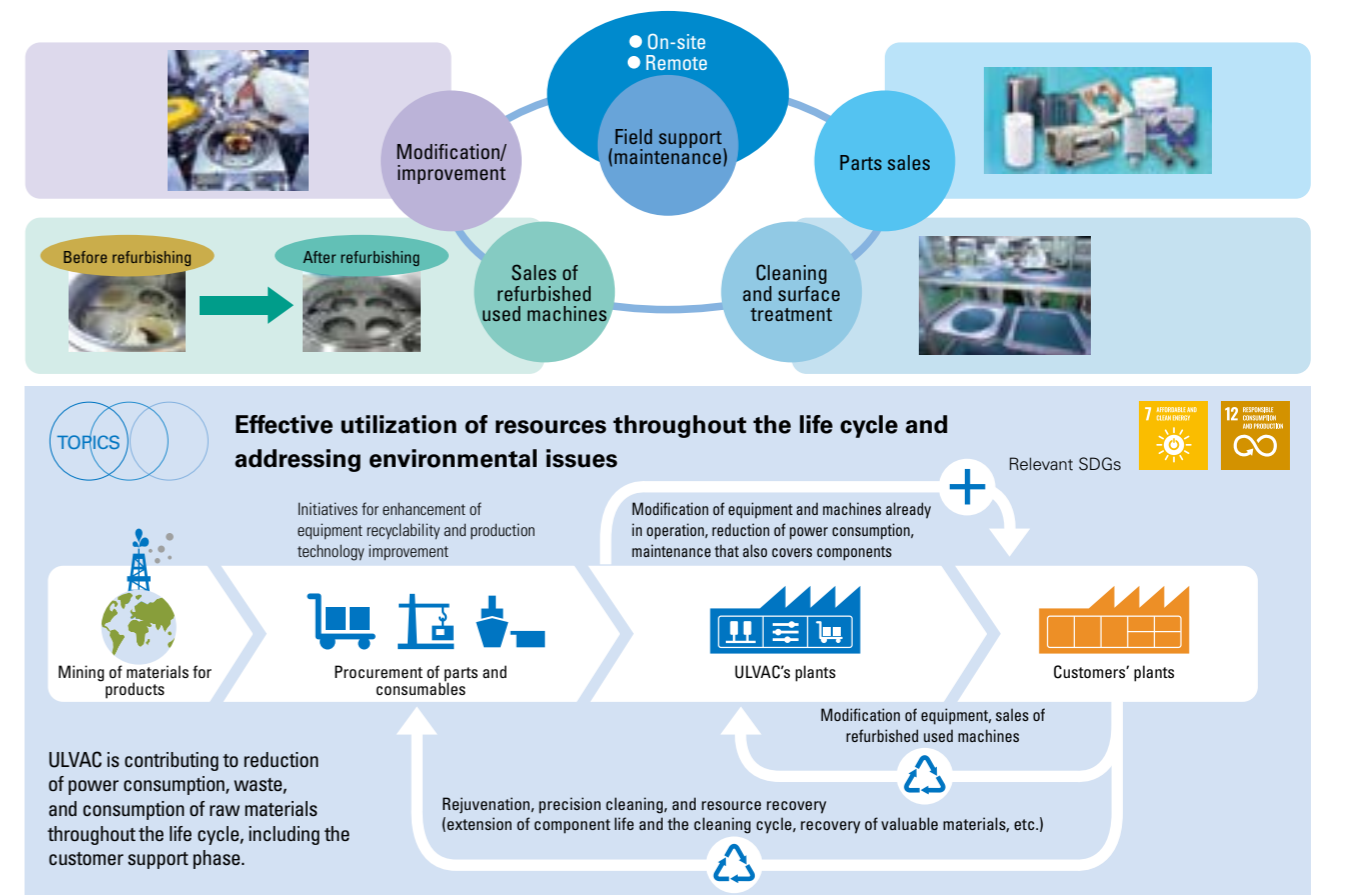 On-site
Remote
Field support
(maintenance)
Modification/
improvement
Parts sales
Before refurbishing
After refurbishing
Sales of
refurbished
used machines
Cleaning
and surface
treatment
TOPICS
Effective utilization of resources throughout the life cycle and
addressing environmental issues
Relevant SDGs
7 AFFORDABLE AND
CLEAN ENERGY
12 RESPONSIBLE
CONSUMPTION
AND PRODUCTION
Initiatives for enhancement of
equipment recyclability and production
technology improvement
Modification of equipment and machines already
in operation, reduction of power consumption,
maintenance that also covers components
Mining of materials for
products
Procurement of parts and
consumables
ULVAC's plants
Customers' plants
Modification of equipment, sales of
refurbished used machines
ULVAC is contributing to reduction
of power consumption, waste,
and consumption of raw materials
throughout the life cycle, including the
customer support phase.
Rejuvenation, precision cleaning, and resource recovery
(extension of component life and the cleaning cycle, recovery of valuable materials, etc.)